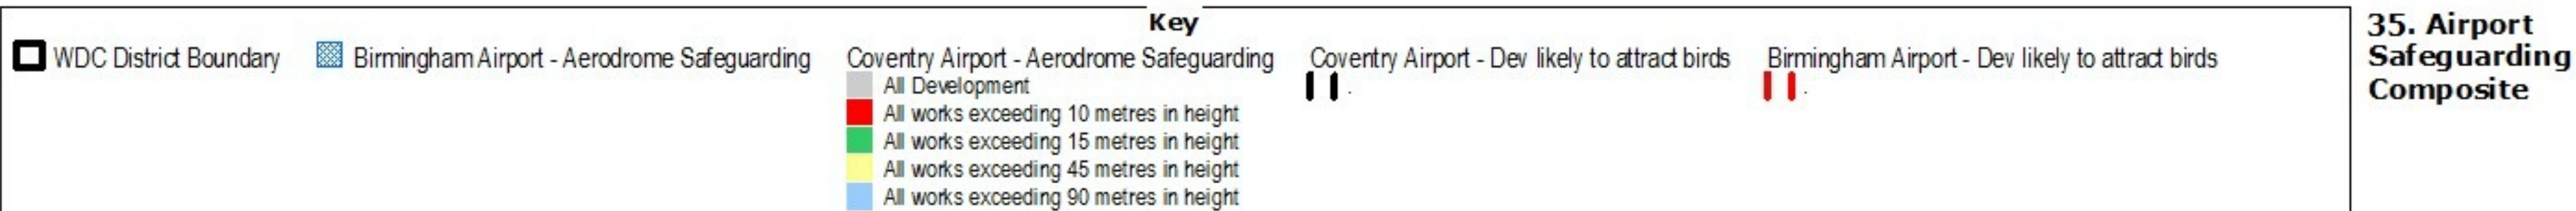 Key
WDC District Boundary
Birmingham Airport - Aerodrome Safeguarding
Coventry Airport - Aerodrome Safeguarding
All Development
All works exceeding 10 metres in height
All works exceeding 15 metres in height
All works exceeding 45 metres in height
All works exceeding 90 metres in height
Coventry Airport - Dev likely to attract birds
.
Birmingham Airport - Dev likely to attract birds
.
35. Airport
Safeguarding
Composite